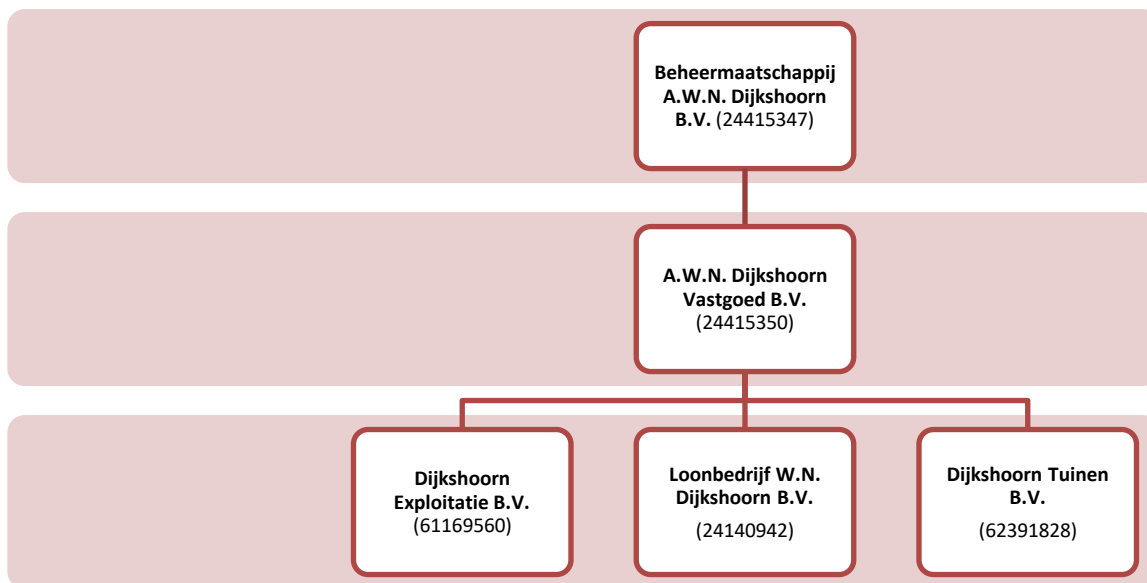 Beheermaatschappij
A.W.N. Dijkshoorn
B.V. (24415347)
A.W.N. Dijkshoorn
Vastgoed B.V.
(24415350)
Dijkshoorn
Exploitatie B.V.
(61169560)
Loonbedrijf W.N.
Dijkshoorn B.V.
(24140942)
Dijkshoorn Tuinen
B.V.
(62391828)